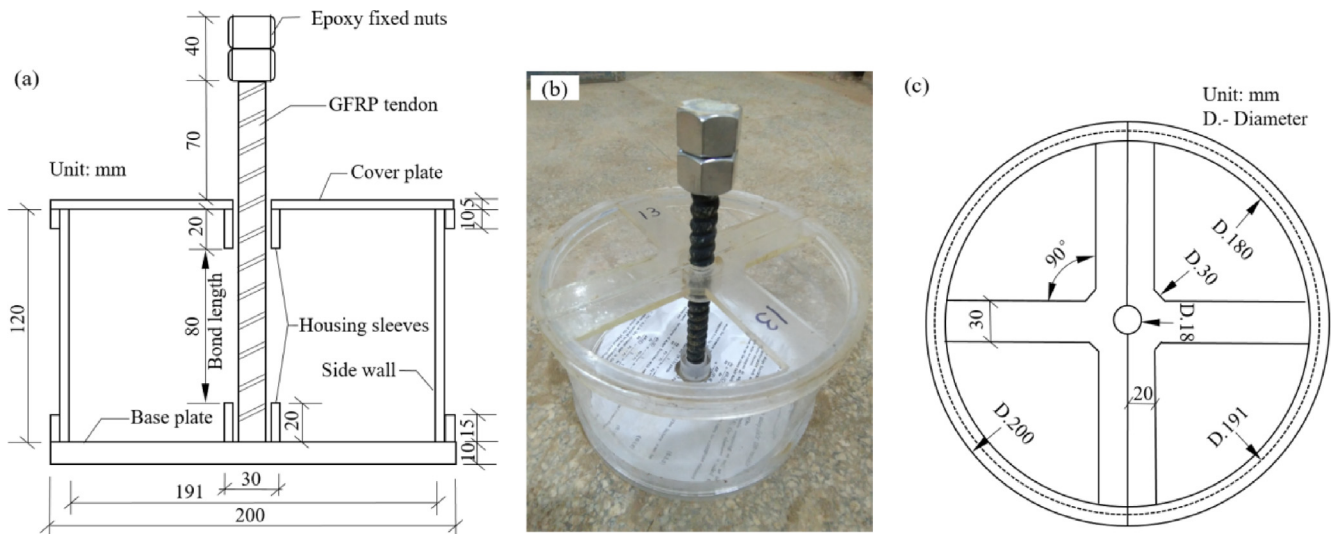 (a)
Epoxy fixed nuts
40
GFRP tendon
70
Unit: mm
Cover plate
20
10
5
120
80
Bond length
Housing sleeves
Side wall
Base plate
20
15
10
30
191
200
(b)
13
13
(c)
Unit: mm
D.- Diameter
D.180
90°
D.30
30
D.18
20
D.200
D.191